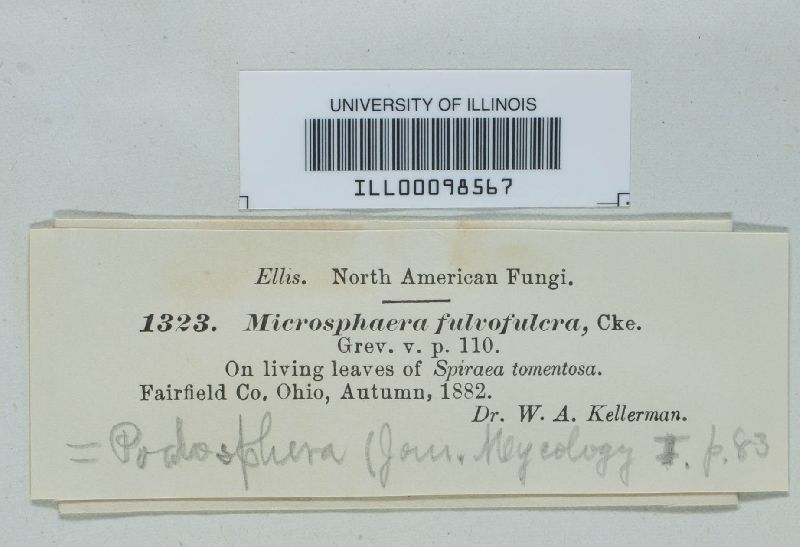 UNIVERSITY OF ILLINOIS
ILL00098567
Ellis. North American Fungi.
1323. Microsphaera fulvofulcra, Cke.
Grev. v. p. 110.
On living leaves of Spiraea tomentosa.
Fairfield Co. Ohio, Autumn, 1882.
Dr. W. A. Kellerman.
= Podosphera (Jour. Mycology I. p. 83